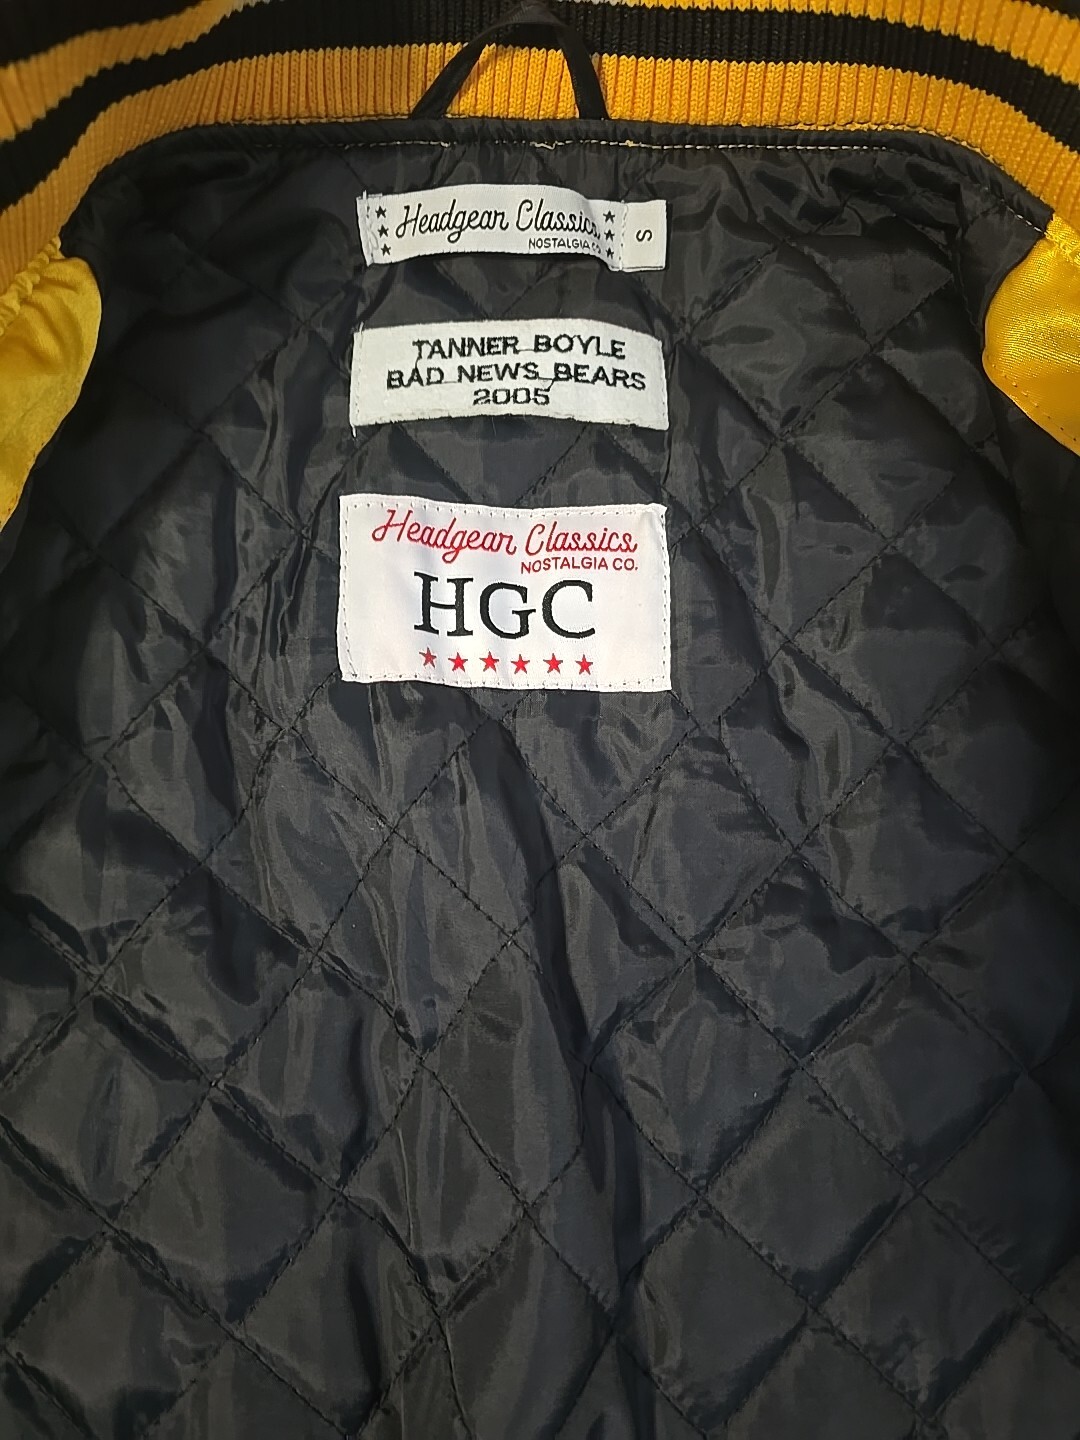 Headgear Classics
NOSTALGIA CO.
S
TANNER BOYLE
BAD NEWS BEARS
2005
Headgear Classics
NOSTALGIA CO.
HGC